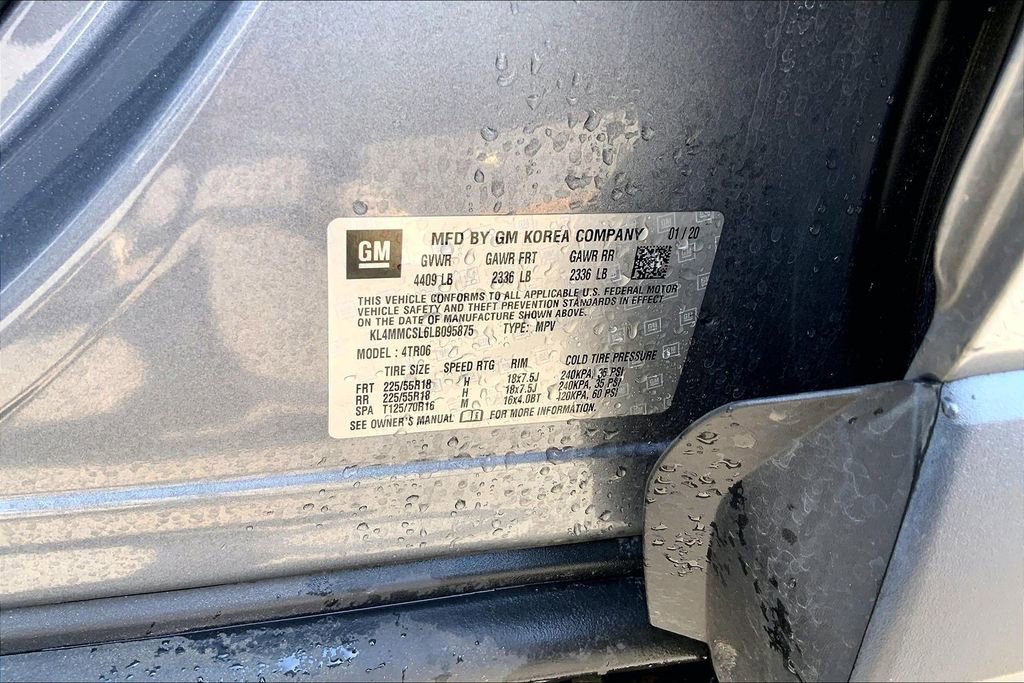 GM MFD BY GM KOREA COMPANY 01/20
GVWR GAWR FRT GAWR RR
4409 LB 2336 LB 2336 LB
THIS VEHICLE CONFORMS TO ALL APPLICABLE U.S. FEDERAL MOTOR
VEHICLE SAFETY AND THEFT PREVENTION STANDARDS IN EFFECT
ON THE DATE OF MANUFACTURE SHOWN ABOVE.
KL4MMCSL6LB095875 TYPE: MPV
MODEL: 4TR06
TIRE SIZE SPEED RTG RIM COLD TIRE PRESSURE
FRT 225/55R18 H 18x7.5J 240KPA, 35 PSI
RR 225/55R18 H 18x7.5J 240KPA, 35 PSI
SPA T125/70R16 M 16x4.0BT 420KPA, 60 PSI
SEE OWNER'S MANUAL FOR MORE INFORMATION.